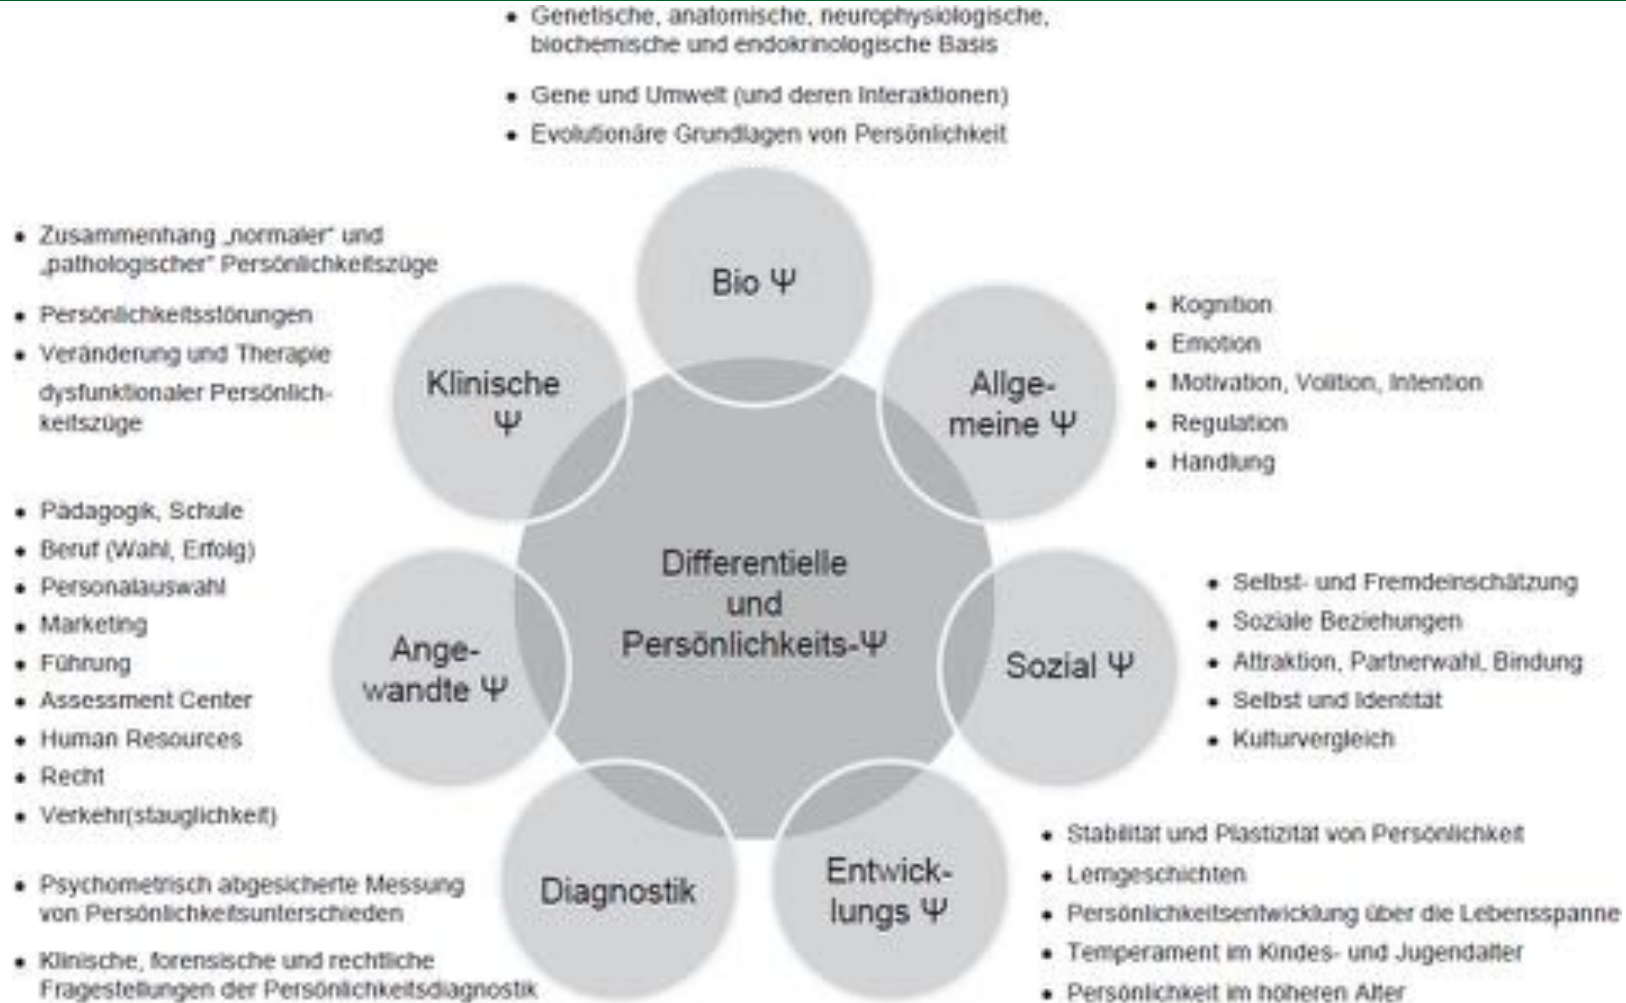 • Genetische, anatomische, neurophysiologische,
biochemische und endokrinologische Basis
• Gene und Umwelt (und deren Interaktionen)
• Evolutionäre Grundlagen von Persönlichkeit
Bio Ψ
• Zusammenhang „normaler“ und
„pathologischer“ Persönlichkeitszüge
• Persönlichkeitsstörungen
• Veränderung und Therapie
dysfunktionaler Persönlich-
keitszüge
Klinische
Ψ
Allge-
meine Ψ
• Kognition
• Emotion
• Motivation, Volition, Intention
• Regulation
• Handlung
• Pädagogik, Schule
• Beruf (Wahl, Erfolg)
• Personalauswahl
• Marketing
• Führung
• Assessment Center
• Human Resources
• Recht
• Verkehr(stauglichkeit)
Ange-
wandte Ψ
Differentielle
und
Persönlichkeits-Ψ
Sozial Ψ
• Selbst- und Fremdeinschätzung
• Soziale Beziehungen
• Attraktion, Partnerwahl, Bindung
• Selbst und Identität
• Kulturvergleich
• Psychometrisch abgesicherte Messung
von Persönlichkeitsunterschieden
• Klinische, forensische und rechtliche
Fragestellungen der Persönlichkeitsdiagnostik
Diagnostik
Entwick-
lungs Ψ
• Stabilität und Plastizität von Persönlichkeit
• Lerngeschichten
• Persönlichkeitsentwicklung über die Lebensspanne
• Temperament im Kindes- und Jugendalter
• Persönlichkeit im höheren Alter